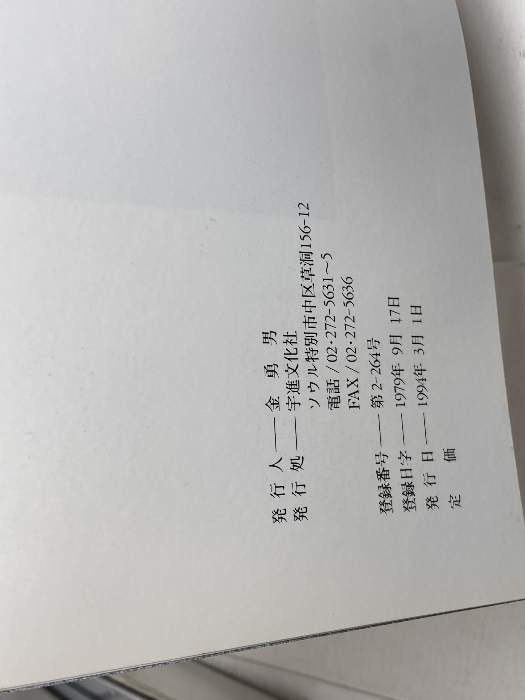 発行人――金勇男
発行処――宇進文化社
ソウル特別市中区草洞156-12
電話/02·272-5631~5
FAX/02·272-5636
登録番号――第2-264号
登録日字――1979年9月17日
発行日――1994年3月1日
定価